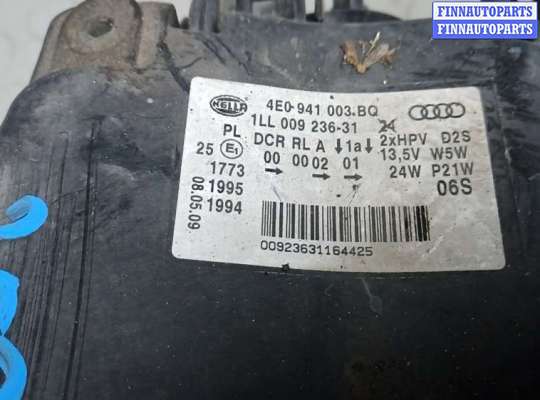 FINNAUTOPARTS
FINNAUTOPARTS
HELLA
4E0 941 003 BQ
1LL 009 236-31
PL DCR RL A ↓1a↓ 2xHPV D2S
25 E1 00 00 02 01 13,5V W5W
1773 → → → 24W P21W
1995 06S
1994
08.05.09
00923631164425